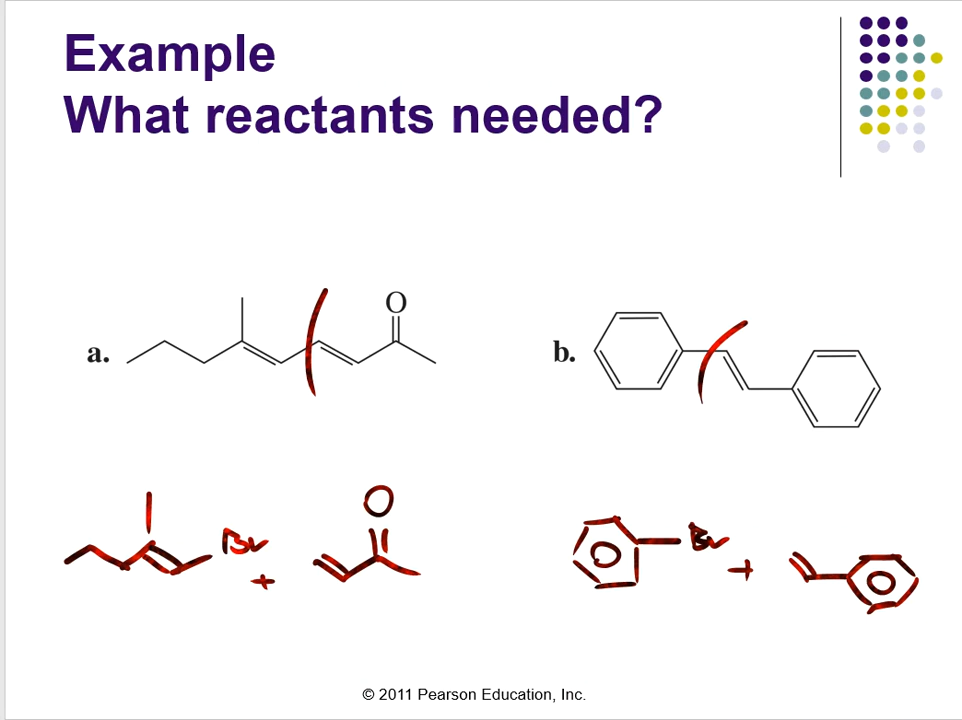 Example
What reactants needed?
O
a.
b.
O
Br
+
Br
+
© 2011 Pearson Education, Inc.